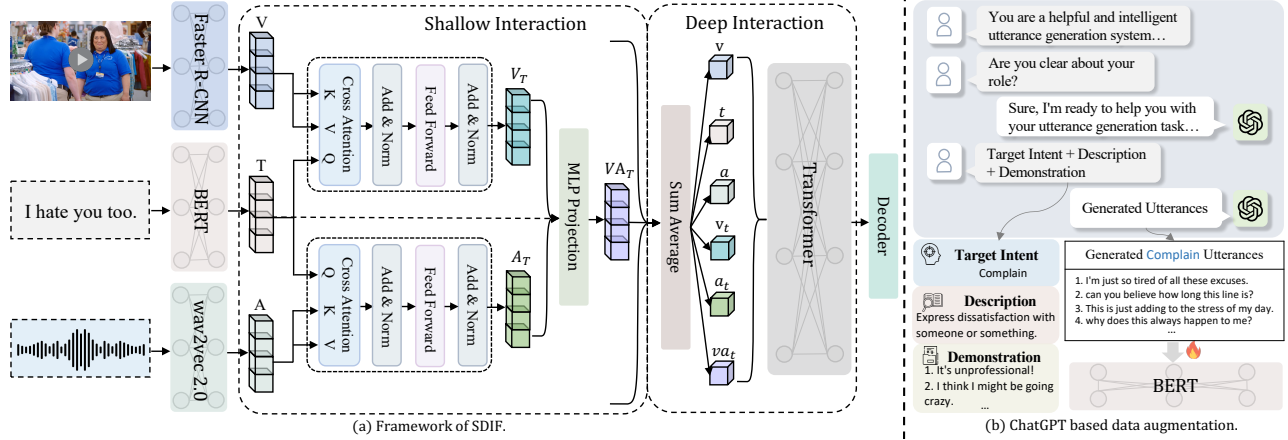 Faster R-CNN
BERT
wav2vec 2.0
I hate you too.
V
T
A
Shallow Interaction
K
V
Q
Cross Attention
Add & Norm
Feed Forward
Add & Norm
V_T
Q
K
V
Cross Attention
Add & Norm
Feed Forward
Add & Norm
A_T
MLP Projection
VA_T
Deep Interaction
Sum Average
v
t
a
v_t
a_t
va_t
Transformer
Decoder
(a) Framework of SDIF.
You are a helpful and intelligent
utterance generation system…
Are you clear about your
role?
Sure, I'm ready to help you with
your utterance generation task…
Target Intent + Description
+ Demonstration
Generated Utterances
Target Intent
Complain
Description
Express dissatisfaction with
someone or something.
Demonstration
1. It's unprofessional!
2. I think I might be going
crazy.
…
Generated Complain Utterances
1. I'm just so tired of all these excuses.
2. can you believe how long this line is?
3. This is just adding to the stress of my day.
4. why does this always happen to me?
…
BERT
(b) ChatGPT based data augmentation.